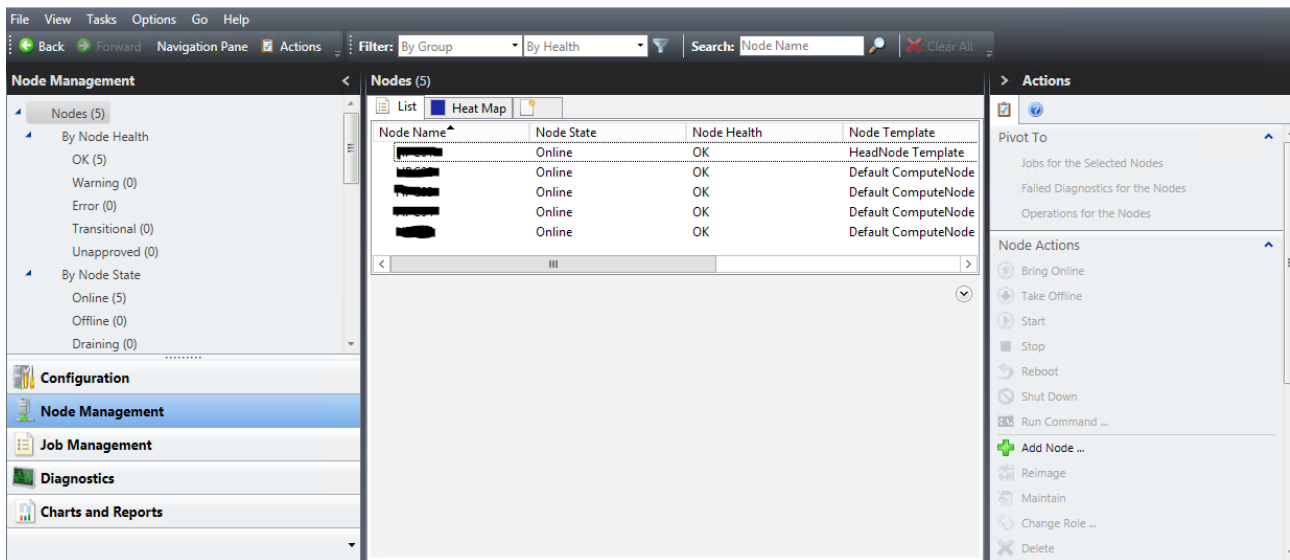 File View Tasks Options Go Help
Back Forward Navigation Pane Actions Filter: By Group By Health Search: Node Name Clear All
Node Management
Nodes (5)
By Node Health
OK (5)
Warning (0)
Error (0)
Transitional (0)
Unapproved (0)
By Node State
Online (5)
Offline (0)
Draining (0)
Configuration
Node Management
Job Management
Diagnostics
Charts and Reports
Nodes (5)
List Heat Map
Node Name Node State Node Health Node Template
Online OK HeadNode Template
Online OK Default ComputeNode
Online OK Default ComputeNode
Online OK Default ComputeNode
Online OK Default ComputeNode
Actions
Pivot To
Jobs for the Selected Nodes
Failed Diagnostics for the Nodes
Operations for the Nodes
Node Actions
Bring Online
Take Offline
Start
Stop
Reboot
Shut Down
Run Command ...
Add Node ...
Reimage
Maintain
Change Role ...
Delete